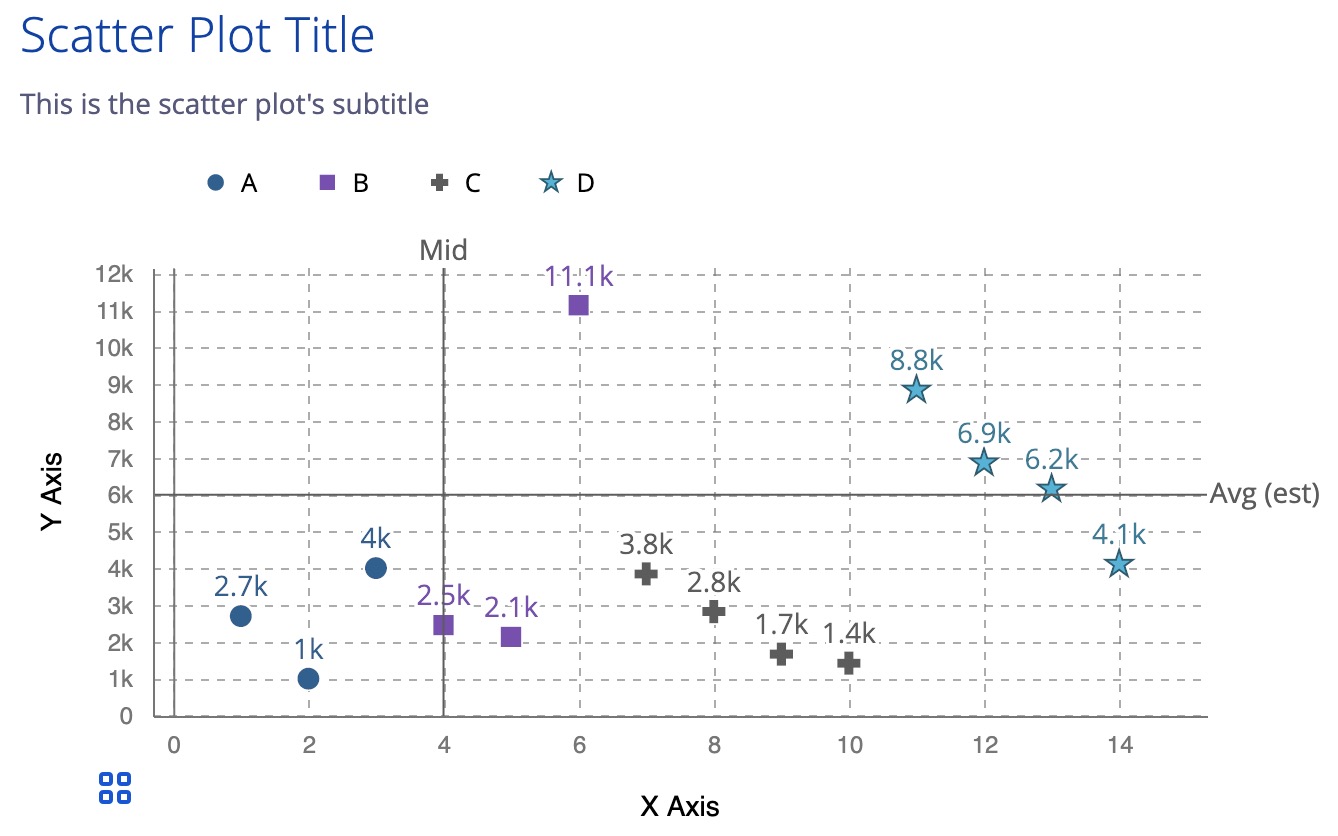 Scatter Plot Title
This is the scatter plot's subtitle
A B C D
Mid
12k
11.1k
11k
10k
9k
8.8k
8k
7k
6.9k
6.2k
6k
Avg (est)
Y Axis
5k
4k
4.1k
3.8k
4k
2.7k
2.8k
3k
2.5k
2.1k
1.7k
1.4k
2k
1k
1k
0
0 2 4 6 8 10 12 14
X Axis